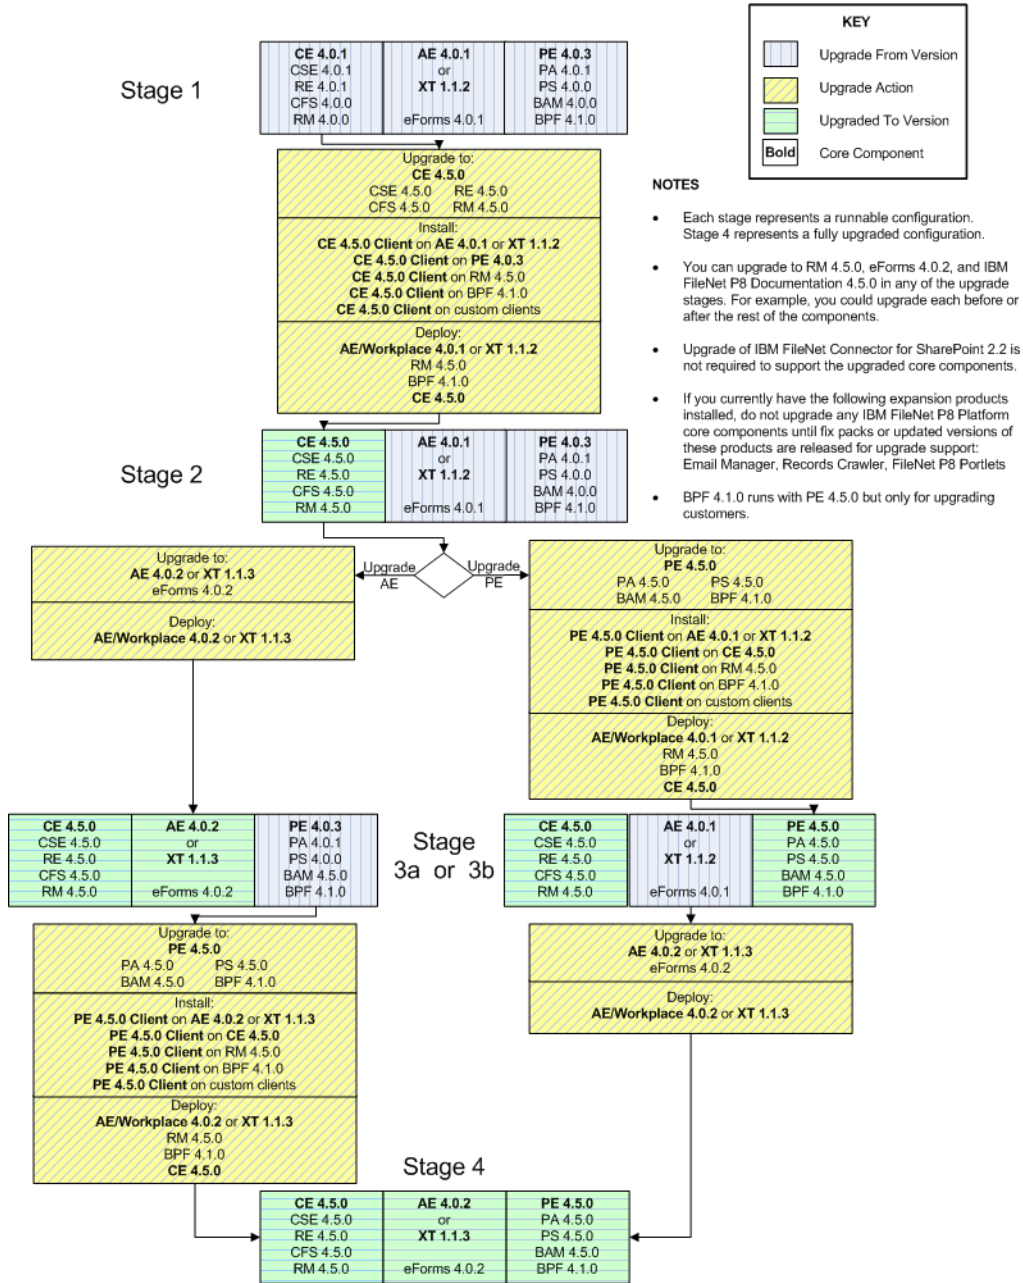 KEY
Upgrade From Version
Upgrade Action
Upgraded To Version
Bold Core Component
Stage 1
CE 4.0.1
CSE 4.0.1
RE 4.0.1
CFS 4.0.0
RM 4.0.0
AE 4.0.1
or
XT 1.1.2
eForms 4.0.1
PE 4.0.3
PA 4.0.1
PS 4.0.0
BAM 4.0.0
BPF 4.1.0
Upgrade to:
CE 4.5.0
CSE 4.5.0 RE 4.5.0
CFS 4.5.0 RM 4.5.0
Install:
CE 4.5.0 Client on AE 4.0.1 or XT 1.1.2
CE 4.5.0 Client on PE 4.0.3
CE 4.5.0 Client on RM 4.5.0
CE 4.5.0 Client on BPF 4.1.0
CE 4.5.0 Client on custom clients
Deploy:
AE/Workplace 4.0.1 or XT 1.1.2
RM 4.5.0
BPF 4.1.0
CE 4.5.0
NOTES
• Each stage represents a runnable configuration.
Stage 4 represents a fully upgraded configuration.
• You can upgrade to RM 4.5.0, eForms 4.0.2, and IBM
FileNet P8 Documentation 4.5.0 in any of the upgrade
stages. For example, you could upgrade each before or
after the rest of the components.
• Upgrade of IBM FileNet Connector for SharePoint 2.2 is
not required to support the upgraded core components.
• If you currently have the following expansion products
installed, do not upgrade any IBM FileNet P8 Platform
core components until fix packs or updated versions of
these products are released for upgrade support:
Email Manager, Records Crawler, FileNet P8 Portlets
• BPF 4.1.0 runs with PE 4.5.0 but only for upgrading
customers.
Stage 2
CE 4.5.0
CSE 4.5.0
RE 4.5.0
CFS 4.5.0
RM 4.5.0
AE 4.0.1
or
XT 1.1.2
eForms 4.0.1
PE 4.0.3
PA 4.0.1
PS 4.0.0
BAM 4.0.0
BPF 4.1.0
Upgrade
AE
Upgrade
PE
Upgrade to:
AE 4.0.2 or XT 1.1.3
eForms 4.0.2
Deploy:
AE/Workplace 4.0.2 or XT 1.1.3
Upgrade to:
PE 4.5.0
PA 4.5.0 PS 4.5.0
BAM 4.5.0 BPF 4.1.0
Install:
PE 4.5.0 Client on AE 4.0.1 or XT 1.1.2
PE 4.5.0 Client on CE 4.5.0
PE 4.5.0 Client on RM 4.5.0
PE 4.5.0 Client on BPF 4.1.0
PE 4.5.0 Client on custom clients
Deploy:
AE/Workplace 4.0.1 or XT 1.1.2
RM 4.5.0
BPF 4.1.0
CE 4.5.0
CE 4.5.0
CSE 4.5.0
RE 4.5.0
CFS 4.5.0
RM 4.5.0
AE 4.0.2
or
XT 1.1.3
eForms 4.0.2
PE 4.0.3
PA 4.0.1
PS 4.0.0
BAM 4.5.0
BPF 4.1.0
Stage
3a or 3b
CE 4.5.0
CSE 4.5.0
RE 4.5.0
CFS 4.5.0
RM 4.5.0
AE 4.0.1
or
XT 1.1.2
eForms 4.0.1
PE 4.5.0
PA 4.5.0
PS 4.5.0
BAM 4.5.0
BPF 4.1.0
Upgrade to:
PE 4.5.0
PA 4.5.0 PS 4.5.0
BAM 4.5.0 BPF 4.1.0
Install:
PE 4.5.0 Client on AE 4.0.2 or XT 1.1.3
PE 4.5.0 Client on CE 4.5.0
PE 4.5.0 Client on RM 4.5.0
PE 4.5.0 Client on BPF 4.1.0
PE 4.5.0 Client on custom clients
Deploy:
AE/Workplace 4.0.2 or XT 1.1.3
RM 4.5.0
BPF 4.1.0
CE 4.5.0
Upgrade to:
AE 4.0.2 or XT 1.1.3
eForms 4.0.2
Deploy:
AE/Workplace 4.0.2 or XT 1.1.3
Stage 4
CE 4.5.0
CSE 4.5.0
RE 4.5.0
CFS 4.5.0
RM 4.5.0
AE 4.0.2
or
XT 1.1.3
eForms 4.0.2
PE 4.5.0
PA 4.5.0
PS 4.5.0
BAM 4.5.0
BPF 4.1.0